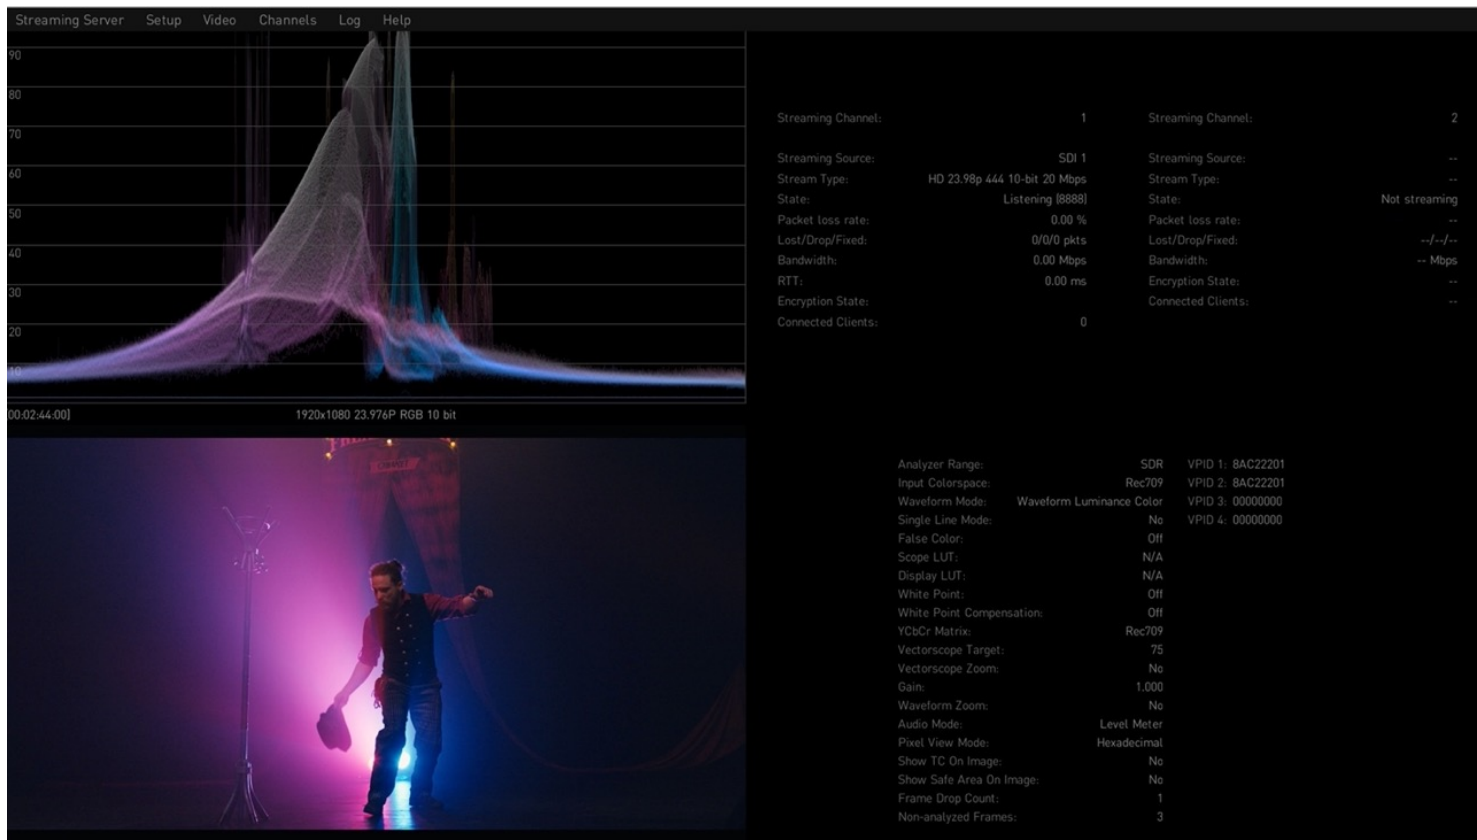 Streaming Server Setup Video Channels Log Help
90
80
70
60
50
40
30
20
10
00:02:44:00] 1920x1080 23.976P RGB 10 bit
CABARET
Streaming Channel: 1
Streaming Source: SDI 1
Stream Type: HD 23.98p 444 10-bit 20 Mbps
State: Listening (8888)
Packet loss rate: 0.00 %
Lost/Drop/Fixed: 0/0/0 pkts
Bandwidth: 0.00 Mbps
RTT: 0.00 ms
Encryption State:
Connected Clients: 0
Streaming Channel: 2
Streaming Source: --
Stream Type: --
State: Not streaming
Packet loss rate: --
Lost/Drop/Fixed: --/--/--
Bandwidth: -- Mbps
Encryption State: --
Connected Clients: --
Analyzer Range: SDR
Input Colorspace: Rec709
Waveform Mode: Waveform Luminance Color
Single Line Mode: No
False Color: Off
Scope LUT: N/A
Display LUT: N/A
White Point: Off
White Point Compensation: Off
YCbCr Matrix: Rec709
Vectorscope Target: 75
Vectorscope Zoom: No
Gain: 1.000
Waveform Zoom: No
Audio Mode: Level Meter
Pixel View Mode: Hexadecimal
Show TC On Image: No
Show Safe Area On Image: No
Frame Drop Count: 1
Non-analyzed Frames: 3
VPID 1: 8AC22201
VPID 2: 8AC22201
VPID 3: 00000000
VPID 4: 00000000